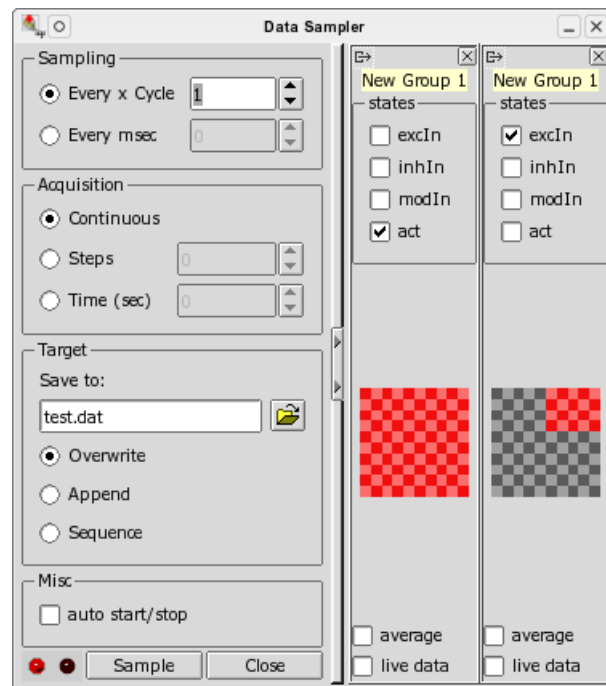 Data Sampler
Sampling
Every x Cycle 1
Every msec 0
Acquisition
Continuous
Steps 0
Time (sec) 0
Target
Save to:
test.dat
Overwrite
Append
Sequence
Misc
auto start/stop
Sample Close
New Group 1
states
excIn
inhIn
modIn
act
average
live data
New Group 1
states
excIn
inhIn
modIn
act
average
live data